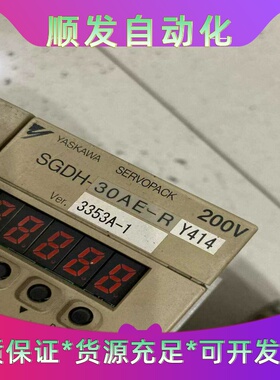 顺发自动化
YASKAWA SERVOPACK
SGDH-30AE-R Y414
200V
Ver. 3353A-1
质保证*货源充足*可开发